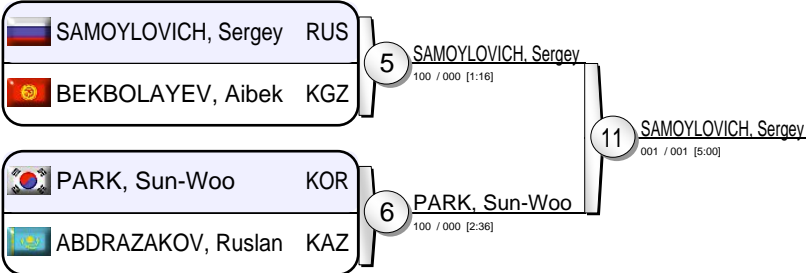 SAMOYLOVICH, Sergey RUS
BEKBOLAYEV, Aibek KGZ
5
SAMOYLOVICH, Sergey
100 / 000 [1:16]
11
SAMOYLOVICH, Sergey
001 / 001 [5:00]
PARK, Sun-Woo KOR
ABDRAZAKOV, Ruslan KAZ
6
PARK, Sun-Woo
100 / 000 [2:36]